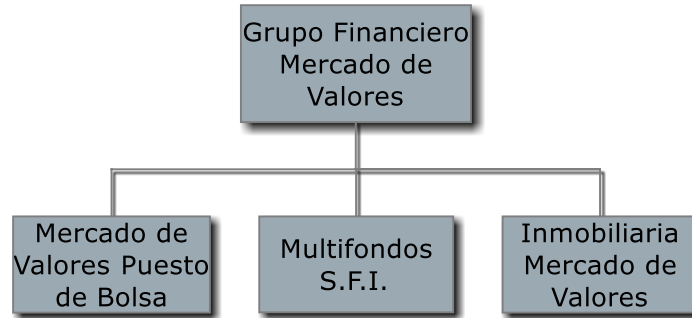 Grupo Financiero
Mercado de
Valores
Mercado de
Valores Puesto
de Bolsa
Multifondos
S.F.I.
Inmobiliaria
Mercado de
Valores